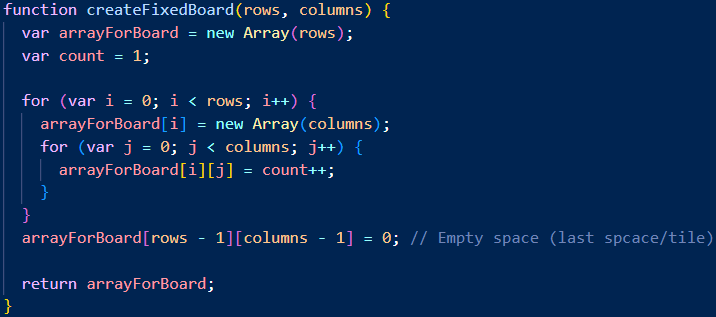 function createFixedBoard(rows, columns) {
  var arrayForBoard = new Array(rows);
  var count = 1;

  for (var i = 0; i < rows; i++) {
    arrayForBoard[i] = new Array(columns);
    for (var j = 0; j < columns; j++) {
      arrayForBoard[i][j] = count++;
    }
  }
  arrayForBoard[rows - 1][columns - 1] = 0; // Empty space (last spcace/tile)

  return arrayForBoard;
}